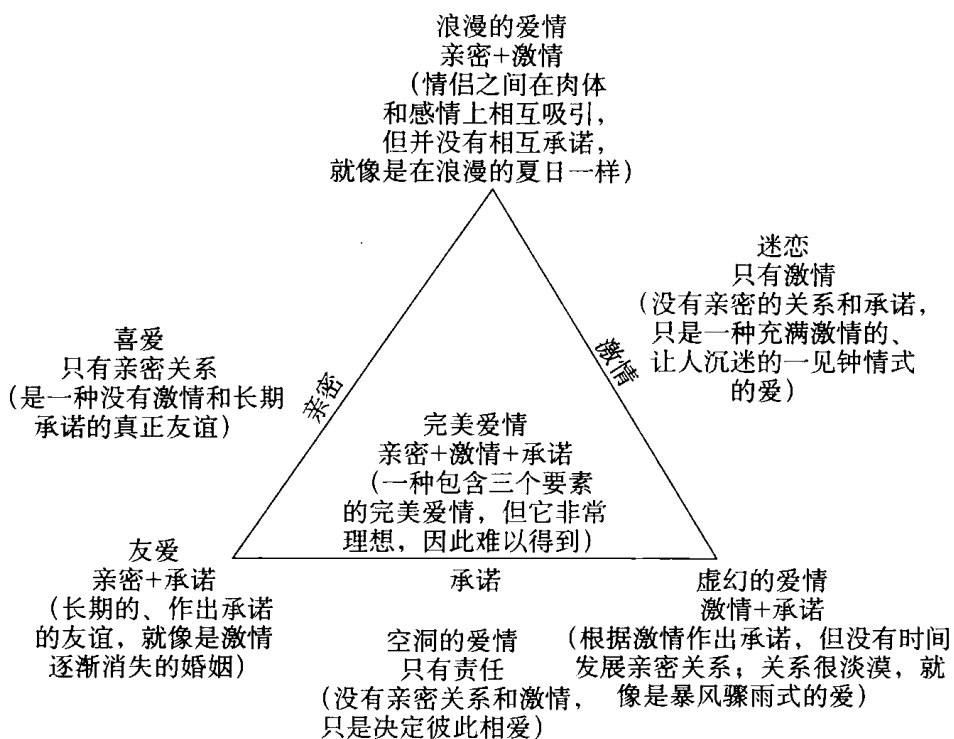 浪漫的爱情
亲密+激情
（情侣之间在肉体
和感情上相互吸引，
但并没有相互承诺，
就像是在浪漫的夏日一样）
迷恋
只有激情
（没有亲密的关系和承诺，
只是一种充满激情的、
让人沉迷的一见钟情式
的爱）
喜爱
只有亲密关系
（是一种没有激情和长期
承诺的真正友谊）
亲密
激情
完美爱情
亲密+激情+承诺
（一种包含三个要素
的完美爱情，但它非常
理想，因此难以得到）
友爱
亲密+承诺
（长期的、作出承诺
的友谊，就像是激情
逐渐消失的婚姻）
承诺
空洞的爱情
只有责任
（没有亲密关系和激情，
只是决定彼此相爱）
虚幻的爱情
激情+承诺
（根据激情作出承诺，但没有时间
发展亲密关系；关系很淡漠，就
像是暴风骤雨式的爱）